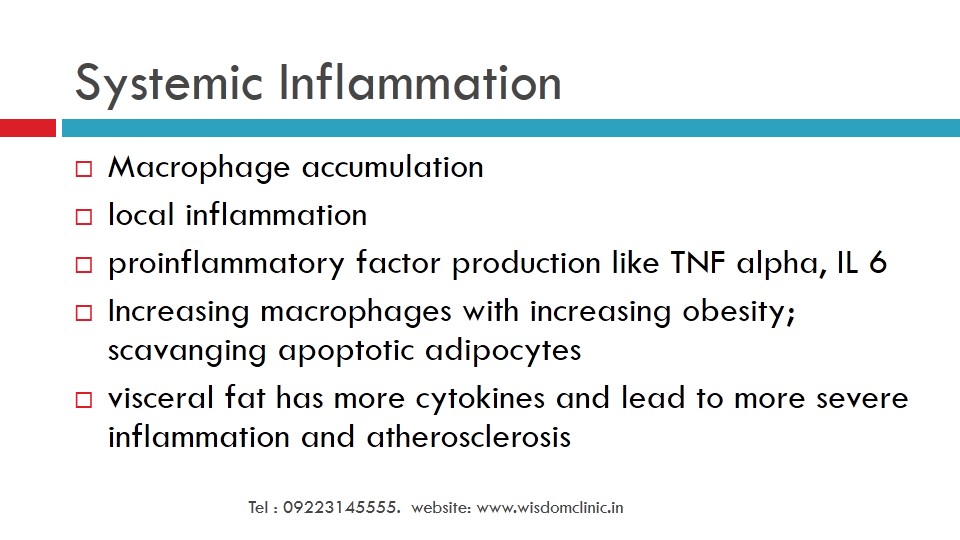 Systemic Inflammation
Macrophage accumulation
local inflammation
proinflammatory factor production like TNF alpha, IL 6
Increasing macrophages with increasing obesity;
scavanging apoptotic adipocytes
visceral fat has more cytokines and lead to more severe
inflammation and atherosclerosis
Tel : 09223145555.  website: www.wisdomclinic.in